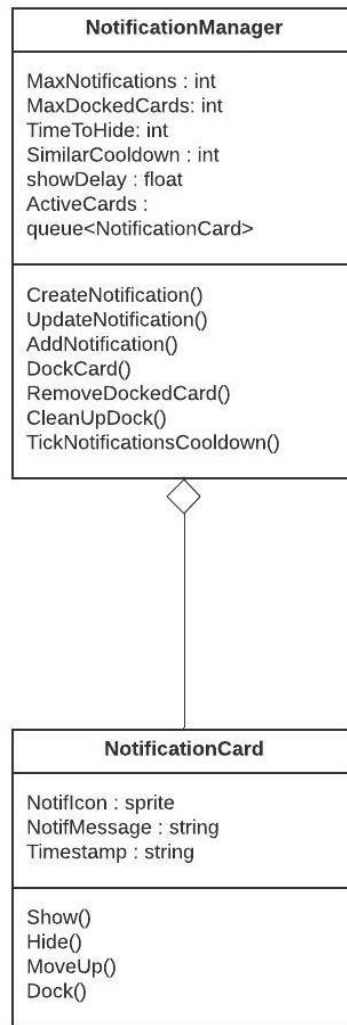 NotificationManager
MaxNotifications : int
MaxDockedCards: int
TimeToHide: int
SimilarCooldown : int
showDelay : float
ActiveCards :
queue<NotificationCard>
CreateNotification()
UpdateNotification()
AddNotification()
DockCard()
RemoveDockedCard()
CleanUpDock()
TickNotificationsCooldown()
NotificationCard
NotifIcon : sprite
NotifMessage : string
Timestamp : string
Show()
Hide()
MoveUp()
Dock()